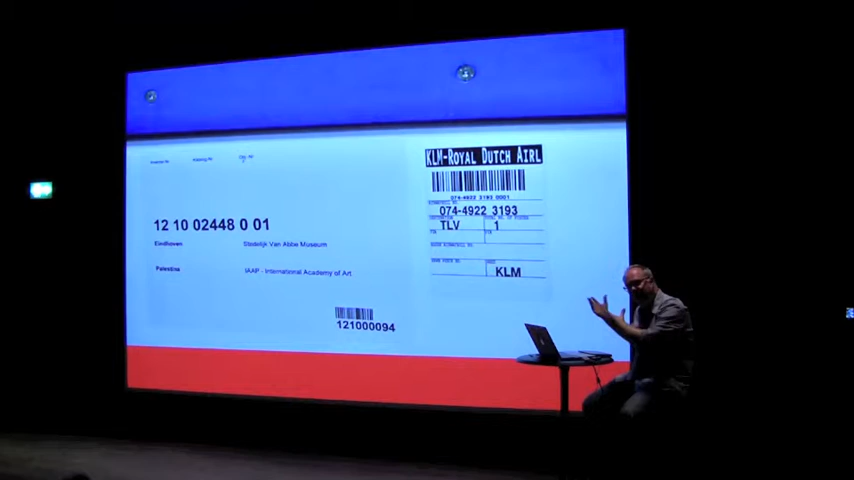 KLM-Royal Dutch Airl
074-4922 3193 0001
074-4922 3193
TLV 1
12 10 02448 0 01
Eindhoven Stedelijk Van Abbe Museum
Palestina IAAP - International Academy of Art
KLM
121000094